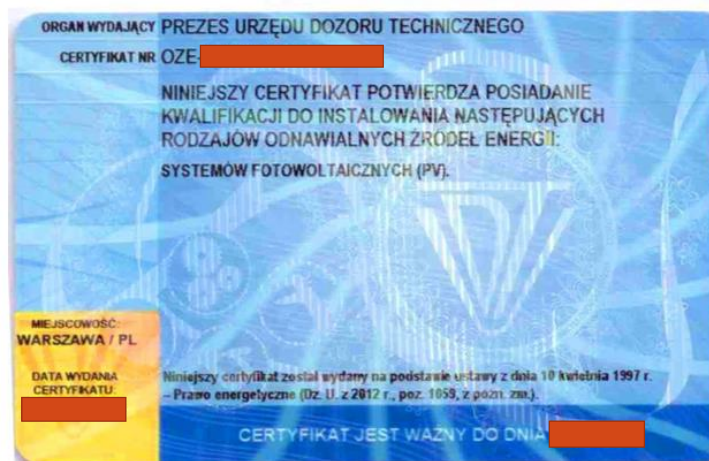 ORGAN WYDAJĄCY PREZES URZĘDU DOZORU TECHNICZNEGO
CERTYFIKAT NR OZE-
NINIEJSZY CERTYFIKAT POTWIERDZA POSIADANIE
KWALIFIKACJI DO INSTALOWANIA NASTĘPUJĄCYCH
RODZAJÓW ODNAWIALNYCH ŹRÓDEŁ ENERGII:
SYSTEMÓW FOTOWOLTAICZNYCH (PV).
MIEJSCOWOŚĆ:
WARSZAWA / PL
DATA WYDANIA
CERTYFIKATU:
Niniejszy certyfikat został wydany na podstawie ustawy z dnia 10 kwietnia 1997 r.
– Prawo energetyczne (Dz. U. z 2012 r., poz. 1059, z późn. zm.).
CERTYFIKAT JEST WAŻNY DO DNIA